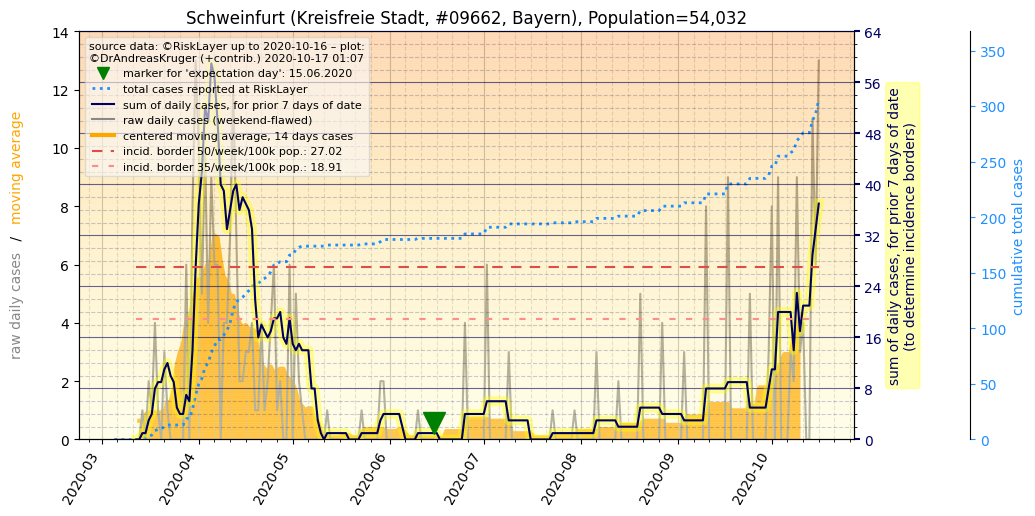 Schweinfurt (Kreisfreie Stadt, #09662, Bayern), Population=54,032
source data: ©RiskLayer up to 2020-10-16 – plot:
©DrAndreasKruger (+contrib.) 2020-10-17 01:07
marker for 'expectation day': 15.06.2020
total cases reported at RiskLayer
sum of daily cases, for prior 7 days of date
raw daily cases (weekend-flawed)
centered moving average, 14 days cases
incid. border 50/week/100k pop.: 27.02
incid. border 35/week/100k pop.: 18.91
raw daily cases / moving average
14
12
10
8
6
4
2
0
2020-03
2020-04
2020-05
2020-06
2020-07
2020-08
2020-09
2020-10
64
56
48
40
32
24
16
8
0
sum of daily cases, for prior 7 days of date
(to determine incidence borders)
350
300
250
200
150
100
50
0
cumulative total cases